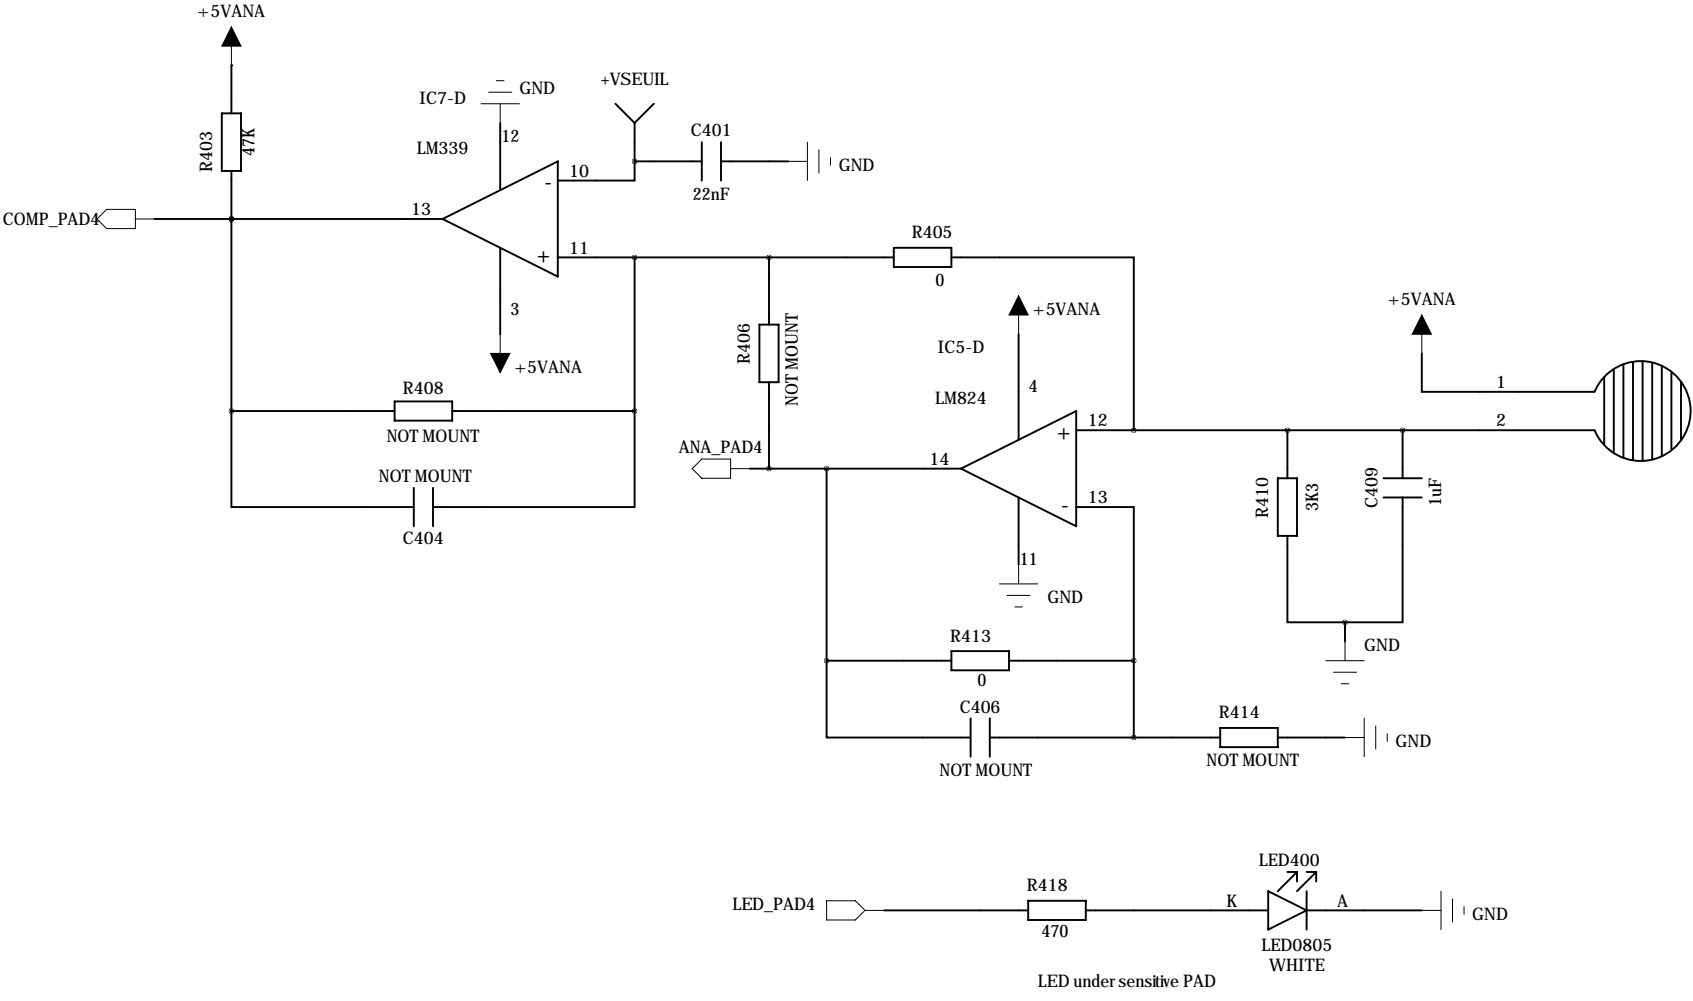 +5VANA
R403
47K
COMP_PAD4
13
IC7-D
LM339
GND
12
+VSEUIL
C401
22nF
GND
-
10
+
11
3
+5VANA
R408
NOT MOUNT
NOT MOUNT
C404
R405
0
R406
NOT MOUNT
+5VANA
IC5-D
LM824
4
ANA_PAD4
14
+
12
-
13
11
GND
+5VANA
1
2
R410
3K3
C409
1uF
GND
R413
0
C406
NOT MOUNT
R414
NOT MOUNT
GND
LED_PAD4
R418
470
LED400
K
A
GND
LED0805
WHITE
LED under sensitive PAD